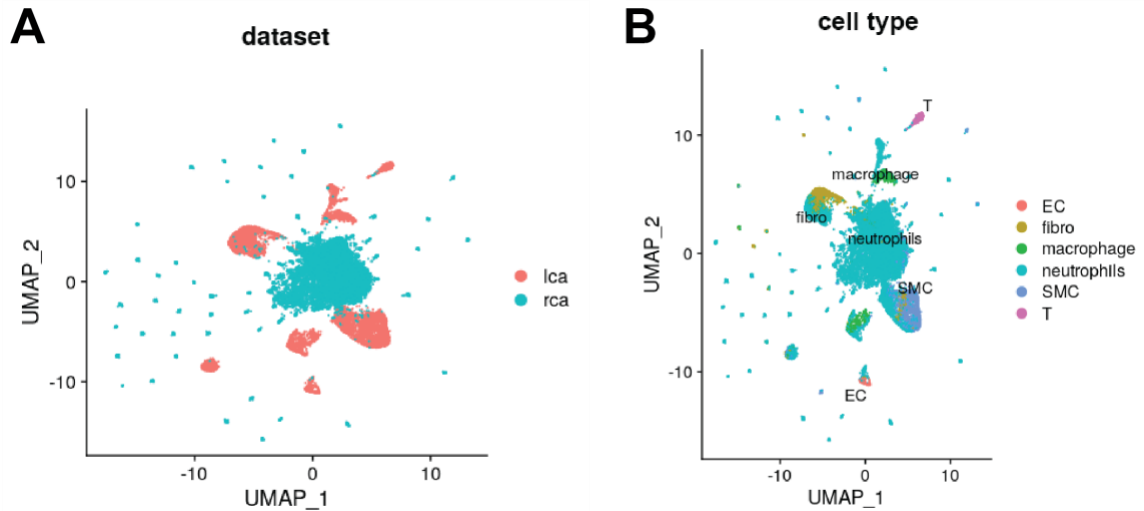 A
dataset
UMAP_2
10
0
-10
-10
0
10
UMAP_1
lca
rca
B
cell type
UMAP_2
10
0
-10
-10
0
10
UMAP_1
T
macrophage
fibro
neutrophils
SMC
EC
EC
fibro
macrophage
neutrophils
SMC
T